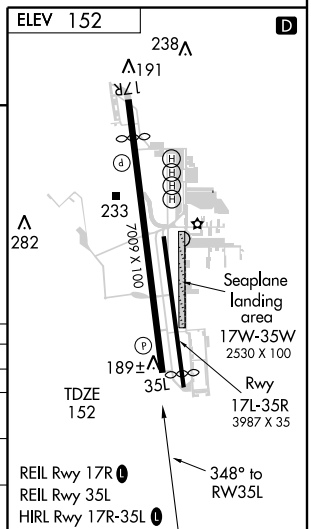 ELEV 152
D
238
191
17R
P
H
H
H
H
233
282
7009 X 100
Seaplane
landing
area
17W-35W
2530 X 100
P
189±
35L
Rwy
17L-35R
3987 X 35
TDZE
152
REIL Rwy 17R L
REIL Rwy 35L
HIRL Rwy 17R-35L L
348° to
RW35L